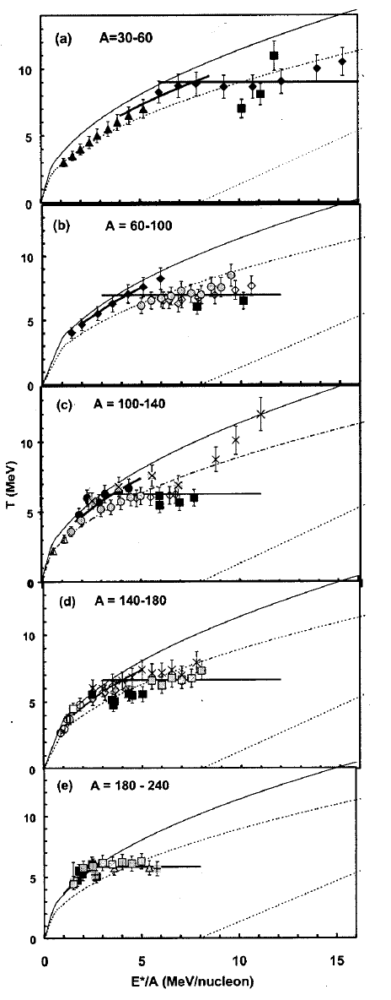 (a) A=30-60
10
5
0
(b) A = 60-100
10
5
0
(c) A = 100-140
10
5
0
T (MeV)
(d) A = 140-180
10
5
0
(e) A = 180 - 240
10
5
0
0 5 10 15
E*/A (MeV/nucleon)